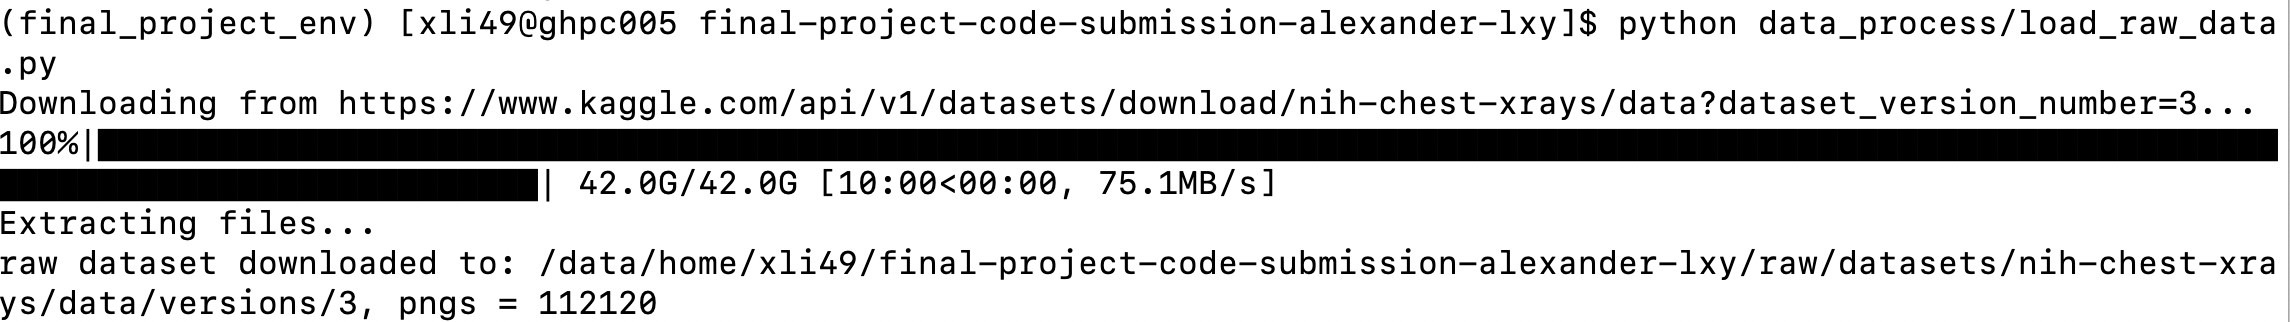 (final_project_env) [xli49@ghpc005 final-project-code-submission-alexander-lxy]$ python data_process/load_raw_data
.py
Downloading from https://www.kaggle.com/api/v1/datasets/download/nih-chest-xrays/data?dataset_version_number=3...
100%|
| 42.0G/42.0G [10:00<00:00, 75.1MB/s]
Extracting files...
raw dataset downloaded to: /data/home/xli49/final-project-code-submission-alexander-lxy/raw/datasets/nih-chest-xra
ys/data/versions/3, pngs = 112120